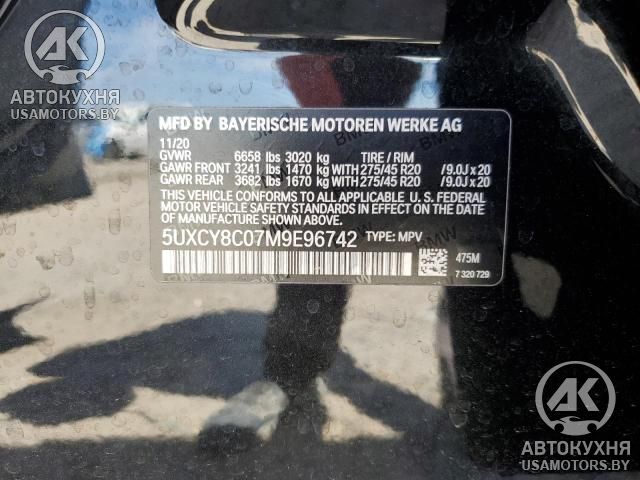 AK
АВТОКУХНЯ
USAMOTORS.BY
MFD BY BAYERISCHE MOTOREN WERKE AG
11/20
GVWR 6658 lbs 3020 kg TIRE / RIM
GAWR FRONT 3241 lbs 1470 kg WITH 275/45 R20 / 9.0J x 20
GAWR REAR 3682 lbs 1670 kg WITH 275/45 R20 / 9.0J x 20
THIS VEHICLE CONFORMS TO ALL APPLICABLE U. S. FEDERAL
MOTOR VEHICLE SAFETY STANDARDS IN EFFECT ON THE DATE OF
MANUFACTURE SHOWN ABOVE.
5UXCY8C07M9E96742 TYPE: MPV
475M
7 320 729
AK
АВТОКУХНЯ
USAMOTORS.BY